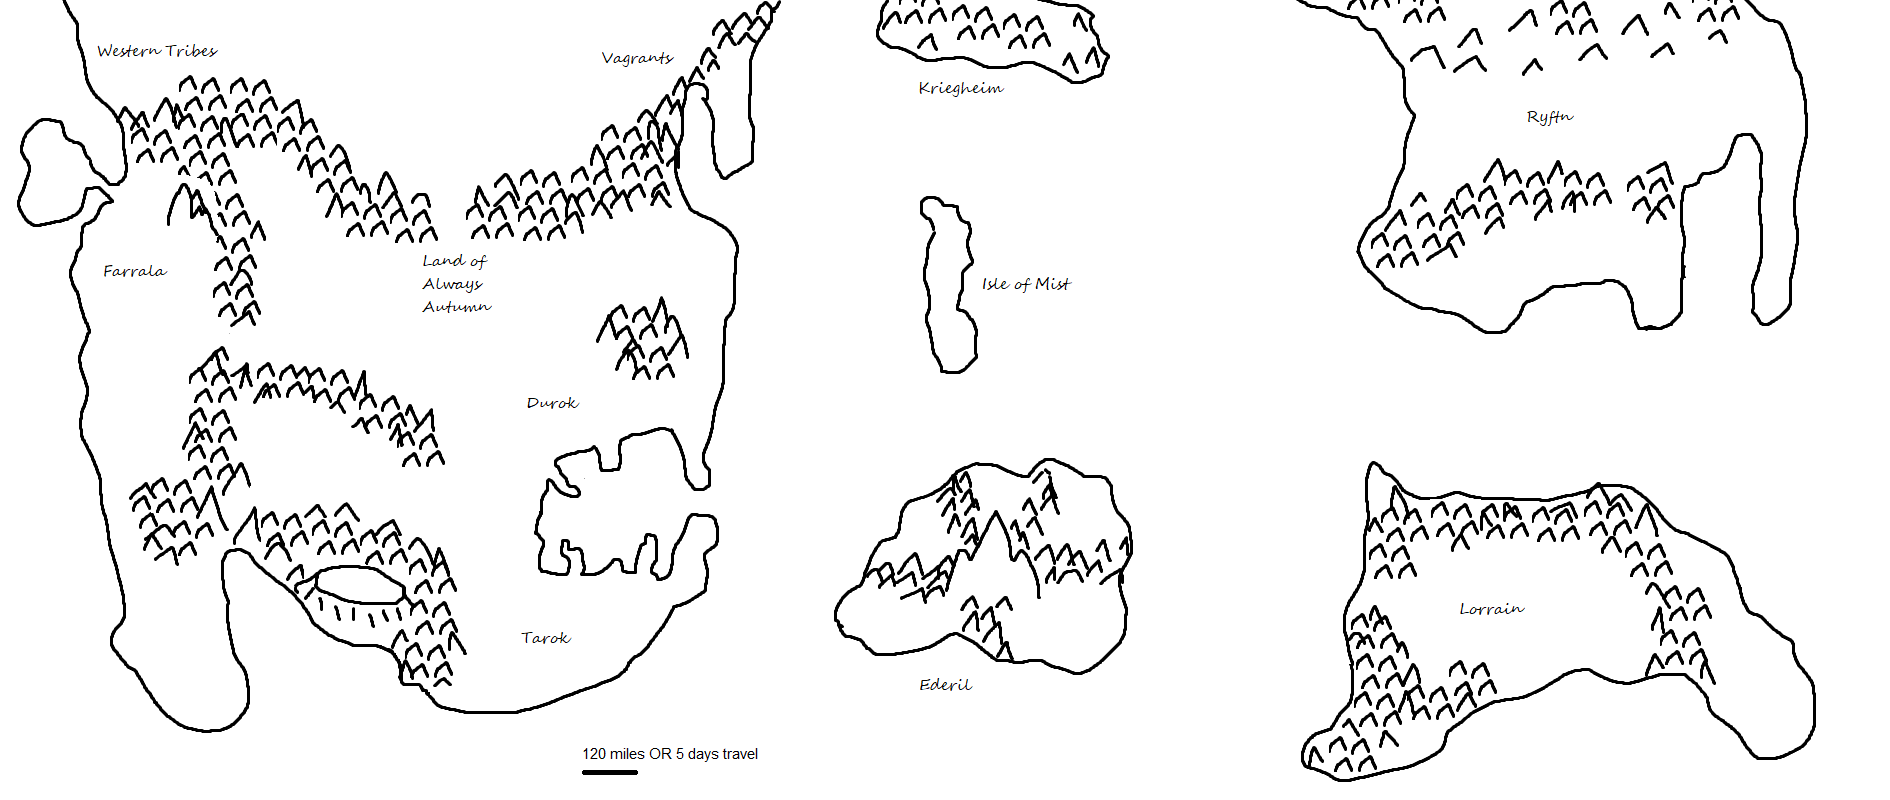 Western Tribes
Vagrants
Kriegheim
Ryftn
Farrala
Land of
Always
Autumn
Isle of Mist
Durok
Lorrain
Tarok
Ederil
120 miles OR 5 days travel